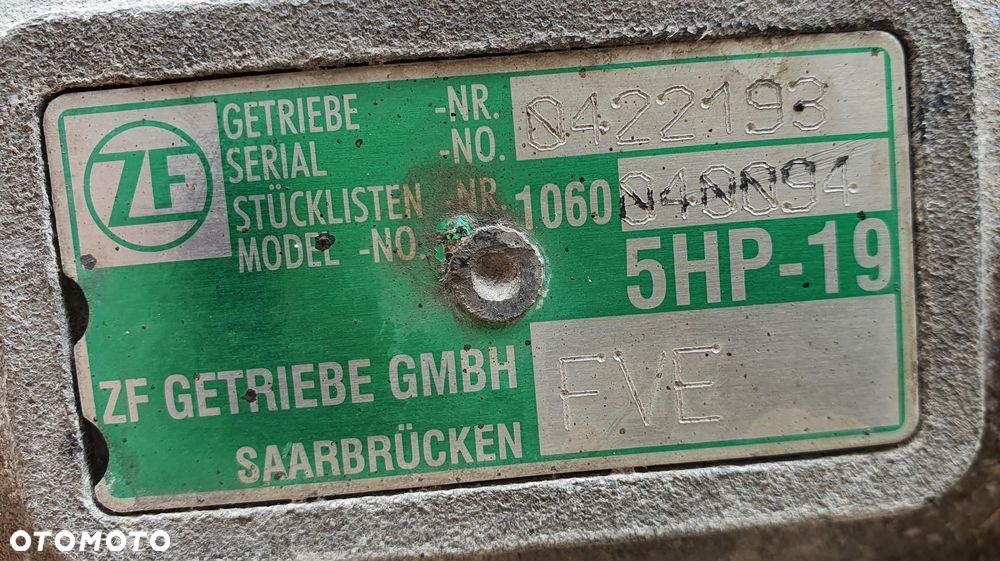 ZF
GETRIEBE -NR. 0422193
SERIAL -NO.
STÜCKLISTEN -NR. 1060 040094
MODEL -NO.
5HP-19
FVE
ZF GETRIEBE GMBH
SAARBRÜCKEN
OTOMOTO